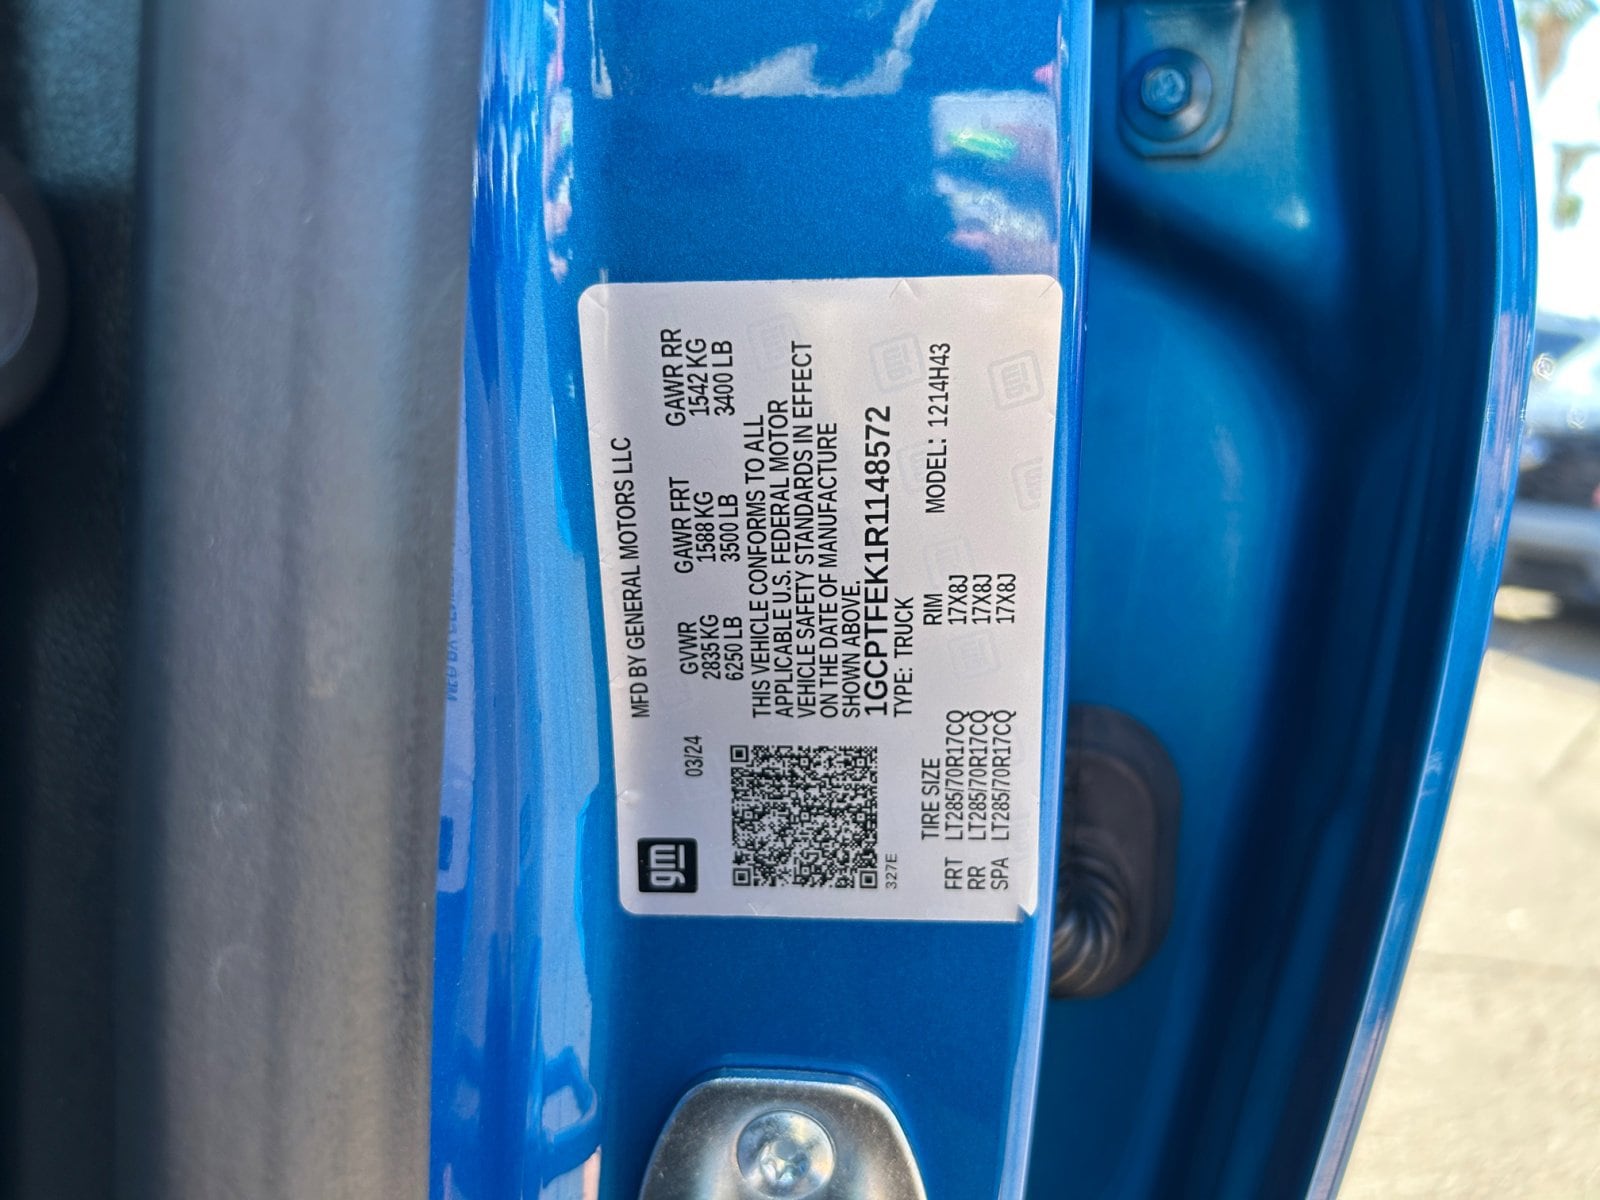 gm
MFD BY GENERAL MOTORS LLC
03/24
GVWR GAWR FRT GAWR RR
2835 KG 1588 KG 1542 KG
6250 LB 3500 LB 3400 LB
THIS VEHICLE CONFORMS TO ALL
APPLICABLE U.S. FEDERAL MOTOR
VEHICLE SAFETY STANDARDS IN EFFECT
ON THE DATE OF MANUFACTURE
SHOWN ABOVE.
1GCPTFEK1R1148572
TYPE: TRUCK
327E
MODEL: 1214H43
TIRE SIZE RIM
FRT LT285/70R17CQ 17X8J
RR LT285/70R17CQ 17X8J
SPA LT285/70R17CQ 17X8J